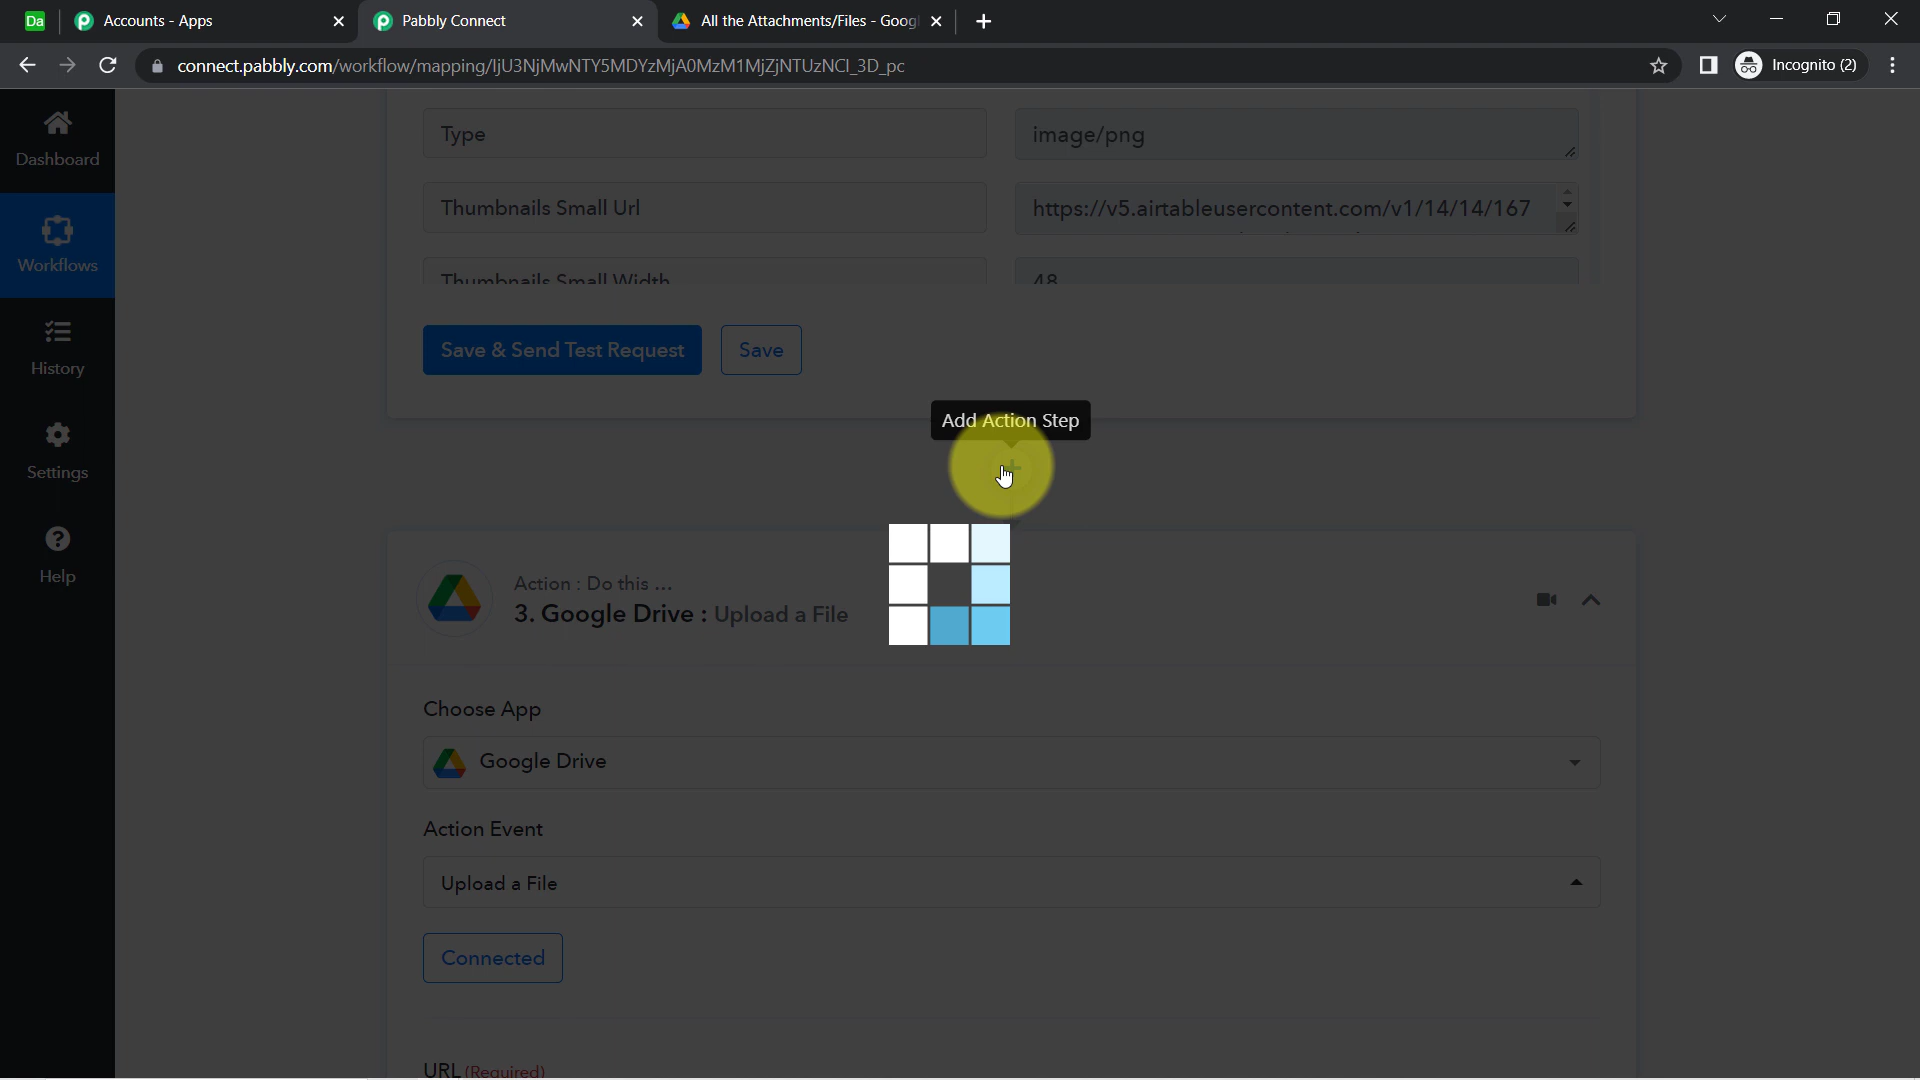 Da
Accounts - Apps
Pabbly Connect
All the Attachments/Files - Goog
connect.pabbly.com/workflow/mapping/IjU3NjMwNTY5MDYzMjA0MzM1MjZjNTUzNCI_3D_pc
Incognito (2)
Dashboard
Workflows
History
Settings
Help
Type
image/png
Thumbnails Small Url
https://v5.airtableusercontent.com/v1/14/14/167
Thumbnails Small Width
48
Save & Send Test Request
Save
Add Action Step
Action : Do this ...
3. Google Drive : Upload a File
Choose App
Google Drive
Action Event
Upload a File
Connected
URL (Required)